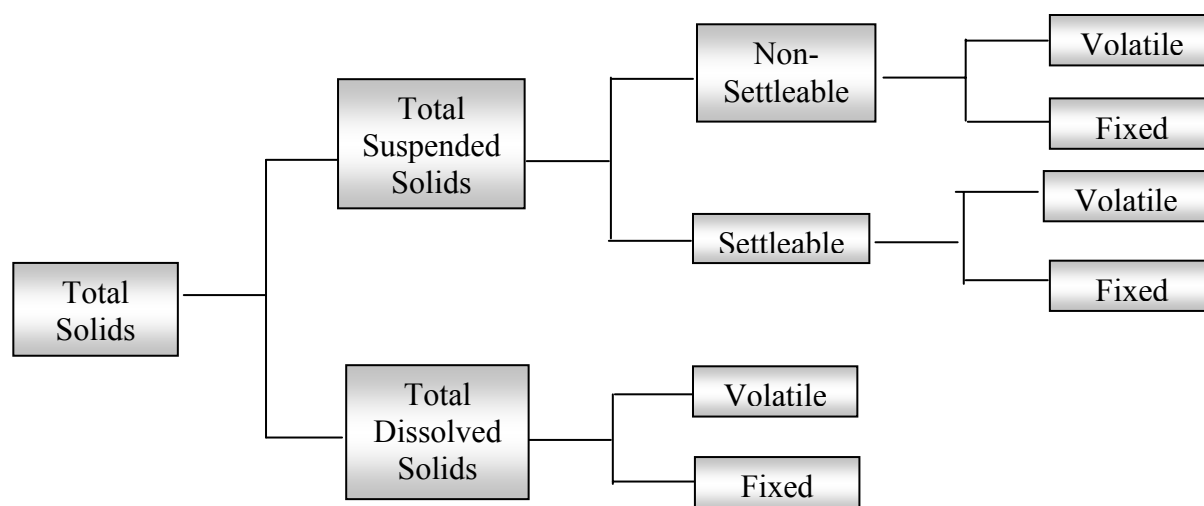 Total
Solids
Total
Suspended
Solids
Non-
Settleable
Volatile
Fixed
Settleable
Volatile
Fixed
Total
Dissolved
Solids
Volatile
Fixed